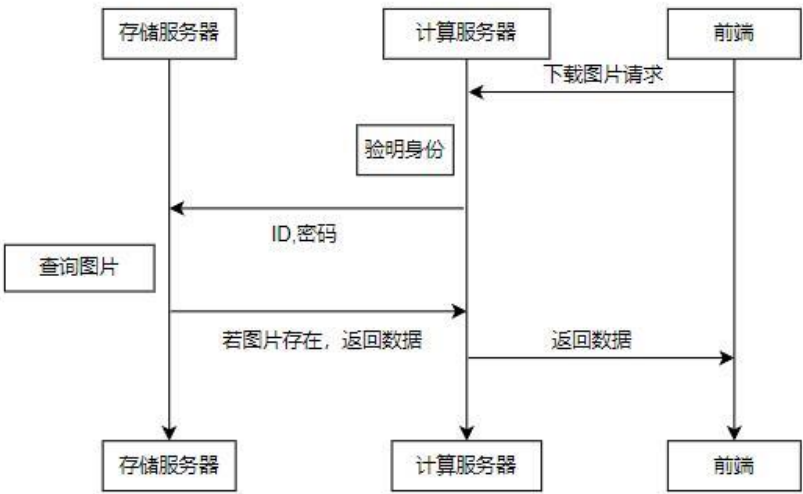 存储服务器
计算服务器
前端
下载图片请求
验明身份
ID,密码
查询图片
若图片存在，返回数据
返回数据
存储服务器
计算服务器
前端